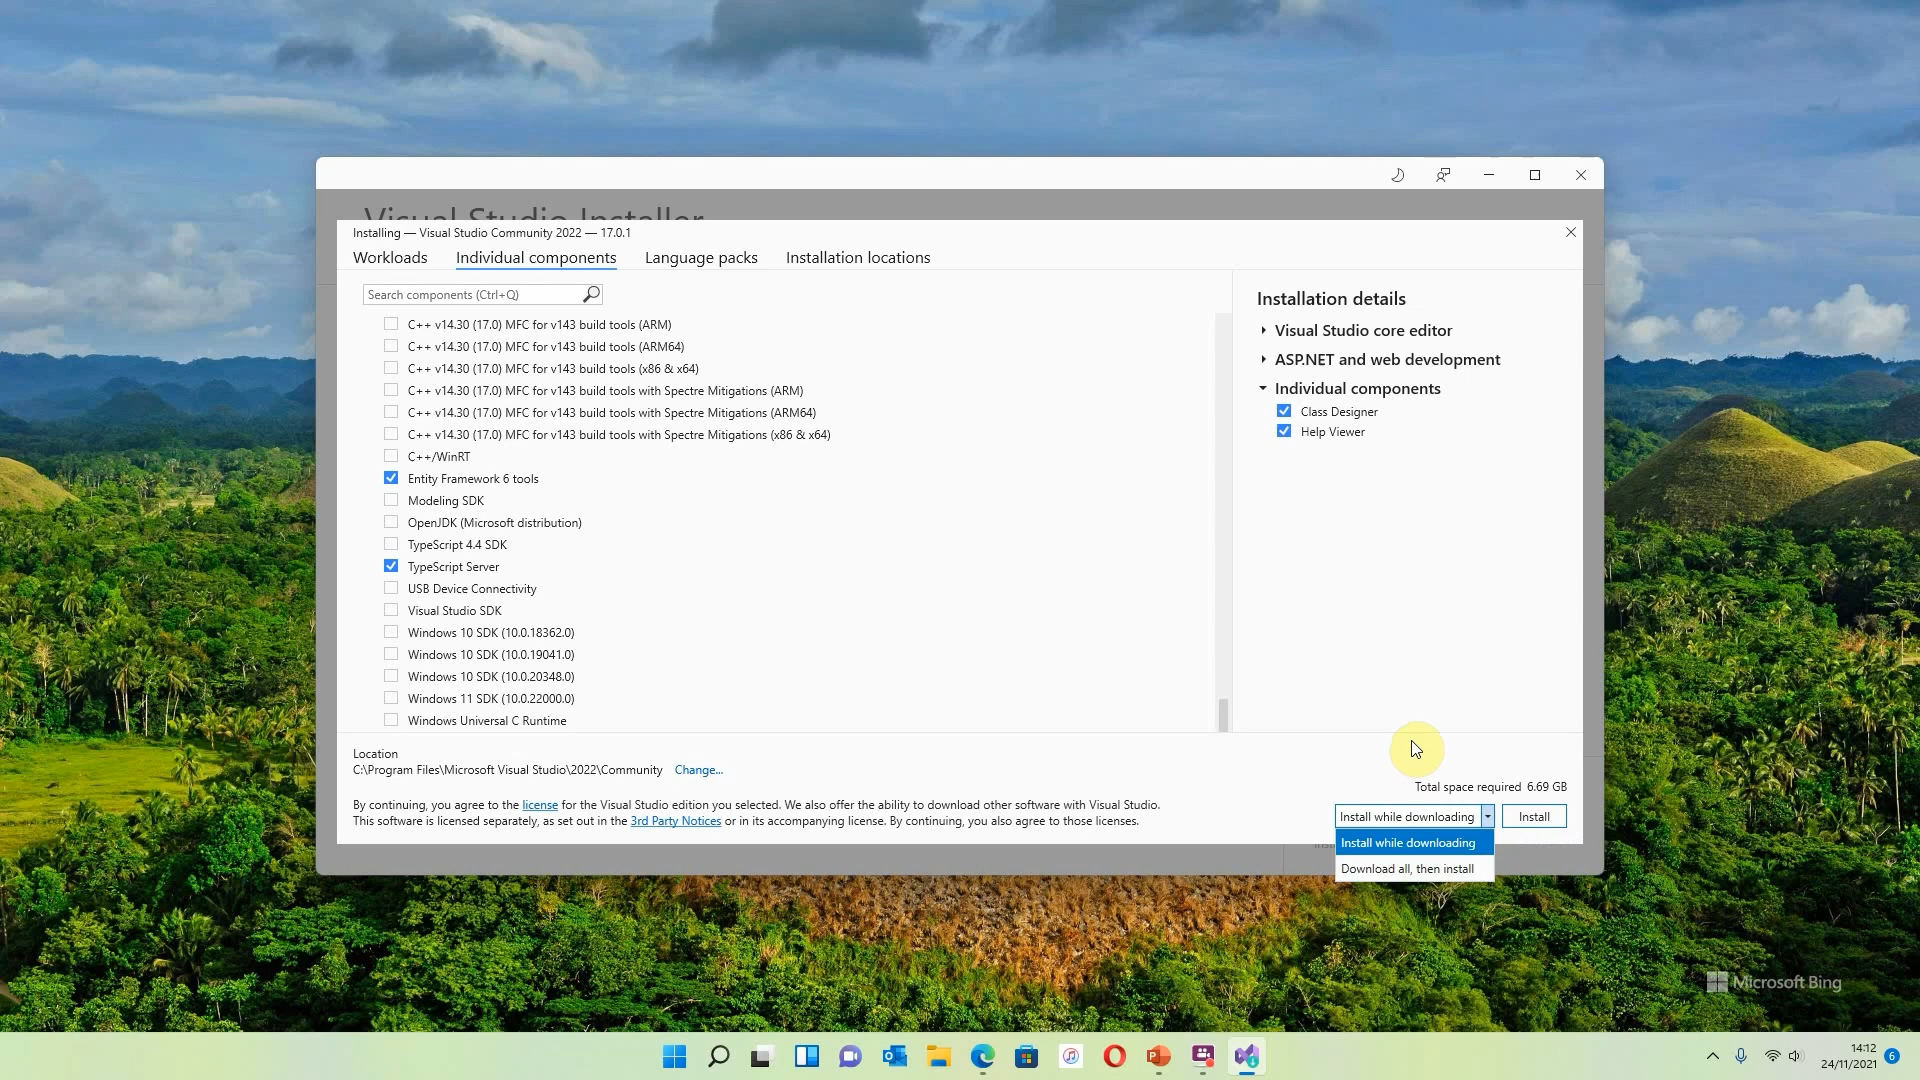 Visual Studio Installer
Installing — Visual Studio Community 2022 — 17.0.1
Workloads Individual components Language packs Installation locations
Search components (Ctrl+Q)
C++ v14.30 (17.0) MFC for v143 build tools (ARM)
C++ v14.30 (17.0) MFC for v143 build tools (ARM64)
C++ v14.30 (17.0) MFC for v143 build tools (x86 & x64)
C++ v14.30 (17.0) MFC for v143 build tools with Spectre Mitigations (ARM)
C++ v14.30 (17.0) MFC for v143 build tools with Spectre Mitigations (ARM64)
C++ v14.30 (17.0) MFC for v143 build tools with Spectre Mitigations (x86 & x64)
C++/WinRT
Entity Framework 6 tools
Modeling SDK
OpenJDK (Microsoft distribution)
TypeScript 4.4 SDK
TypeScript Server
USB Device Connectivity
Visual Studio SDK
Windows 10 SDK (10.0.18362.0)
Windows 10 SDK (10.0.19041.0)
Windows 10 SDK (10.0.20348.0)
Windows 11 SDK (10.0.22000.0)
Windows Universal C Runtime
Installation details
Visual Studio core editor
ASP.NET and web development
Individual components
Class Designer
Help Viewer
Location
C:\Program Files\Microsoft Visual Studio\2022\Community Change...
By continuing, you agree to the license for the Visual Studio edition you selected. We also offer the ability to download other software with Visual Studio.
This software is licensed separately, as set out in the 3rd Party Notices or in its accompanying license. By continuing, you also agree to those licenses.
Total space required 6.69 GB
Install while downloading Install
Install while downloading
Download all, then install
Microsoft Bing
14:12
24/11/2021
6